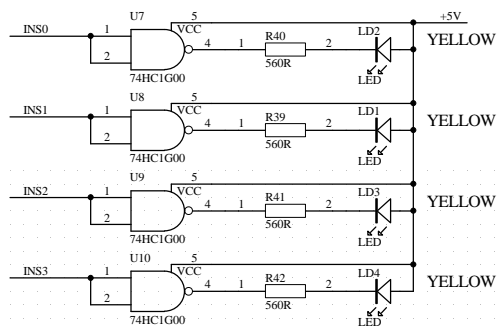 U7 5 +5V
INS0 1 VCC R40 LD2 YELLOW
2 4 1 2
74HC1G00 560R LED
U8 5
INS1 1 VCC R39 LD1 YELLOW
2 4 1 2
74HC1G00 560R LED
U9 5
INS2 1 VCC R41 LD3 YELLOW
2 4 1 2
74HC1G00 560R LED
U10 5
INS3 1 VCC R42 LD4 YELLOW
2 4 1 2
74HC1G00 560R LED